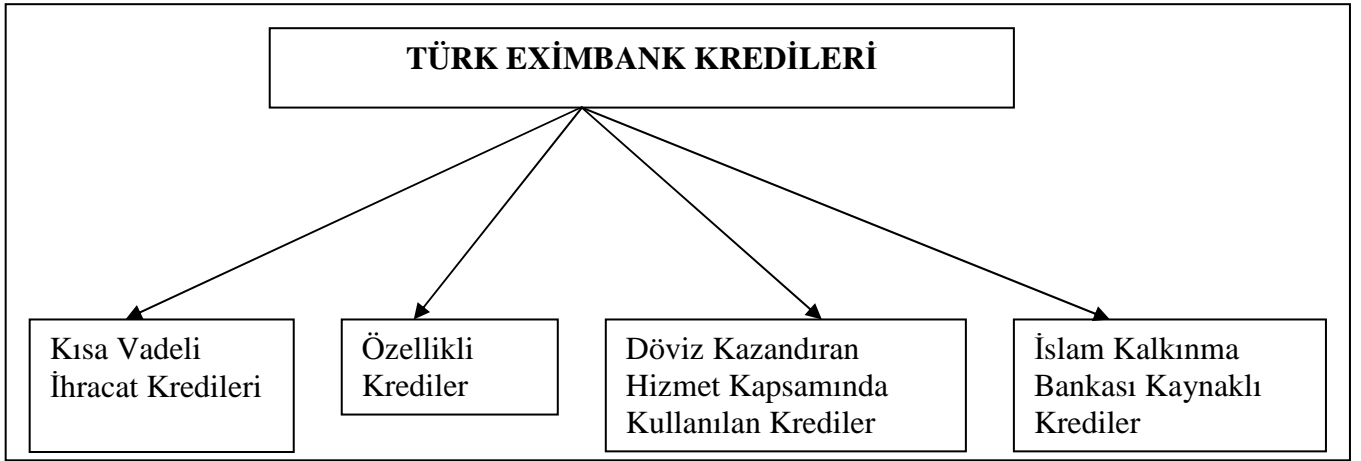 TÜRK EXİMBANK KREDİLERİ
Kısa Vadeli
İhracat Kredileri
Özellikli
Krediler
Döviz Kazandıran
Hizmet Kapsamında
Kullanılan Krediler
İslam Kalkınma
Bankası Kaynaklı
Krediler